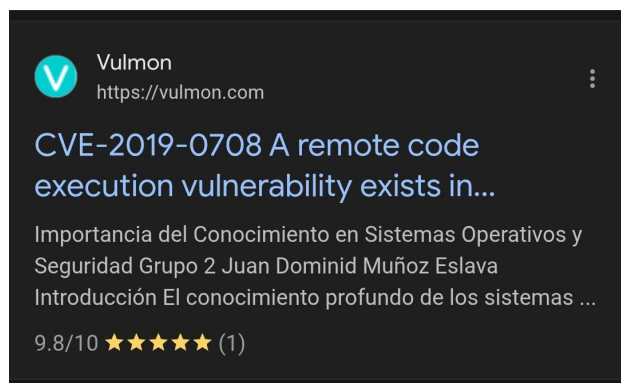 V
Vulmon
https://vulmon.com
CVE-2019-0708 A remote code
execution vulnerability exists in...
Importancia del Conocimiento en Sistemas Operativos y
Seguridad Grupo 2 Juan Dominid Muñoz Eslava
Introducción El conocimiento profundo de los sistemas ...
9.8/10 ★★★★★ (1)